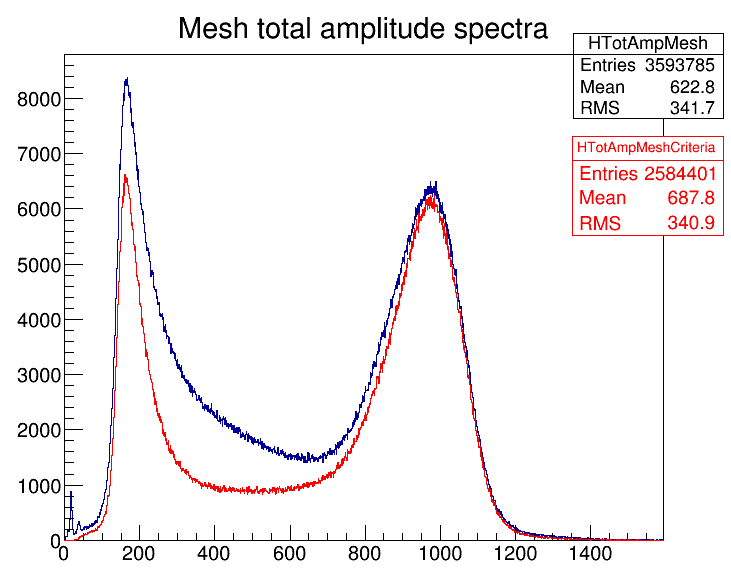 Mesh total amplitude spectra
HTotAmpMesh
Entries 3593785
Mean 622.8
RMS 341.7
HTotAmpMeshCriteria
Entries 2584401
Mean 687.8
RMS 340.9
8000
7000
6000
5000
4000
3000
2000
1000
0
0 200 400 600 800 1000 1200 1400